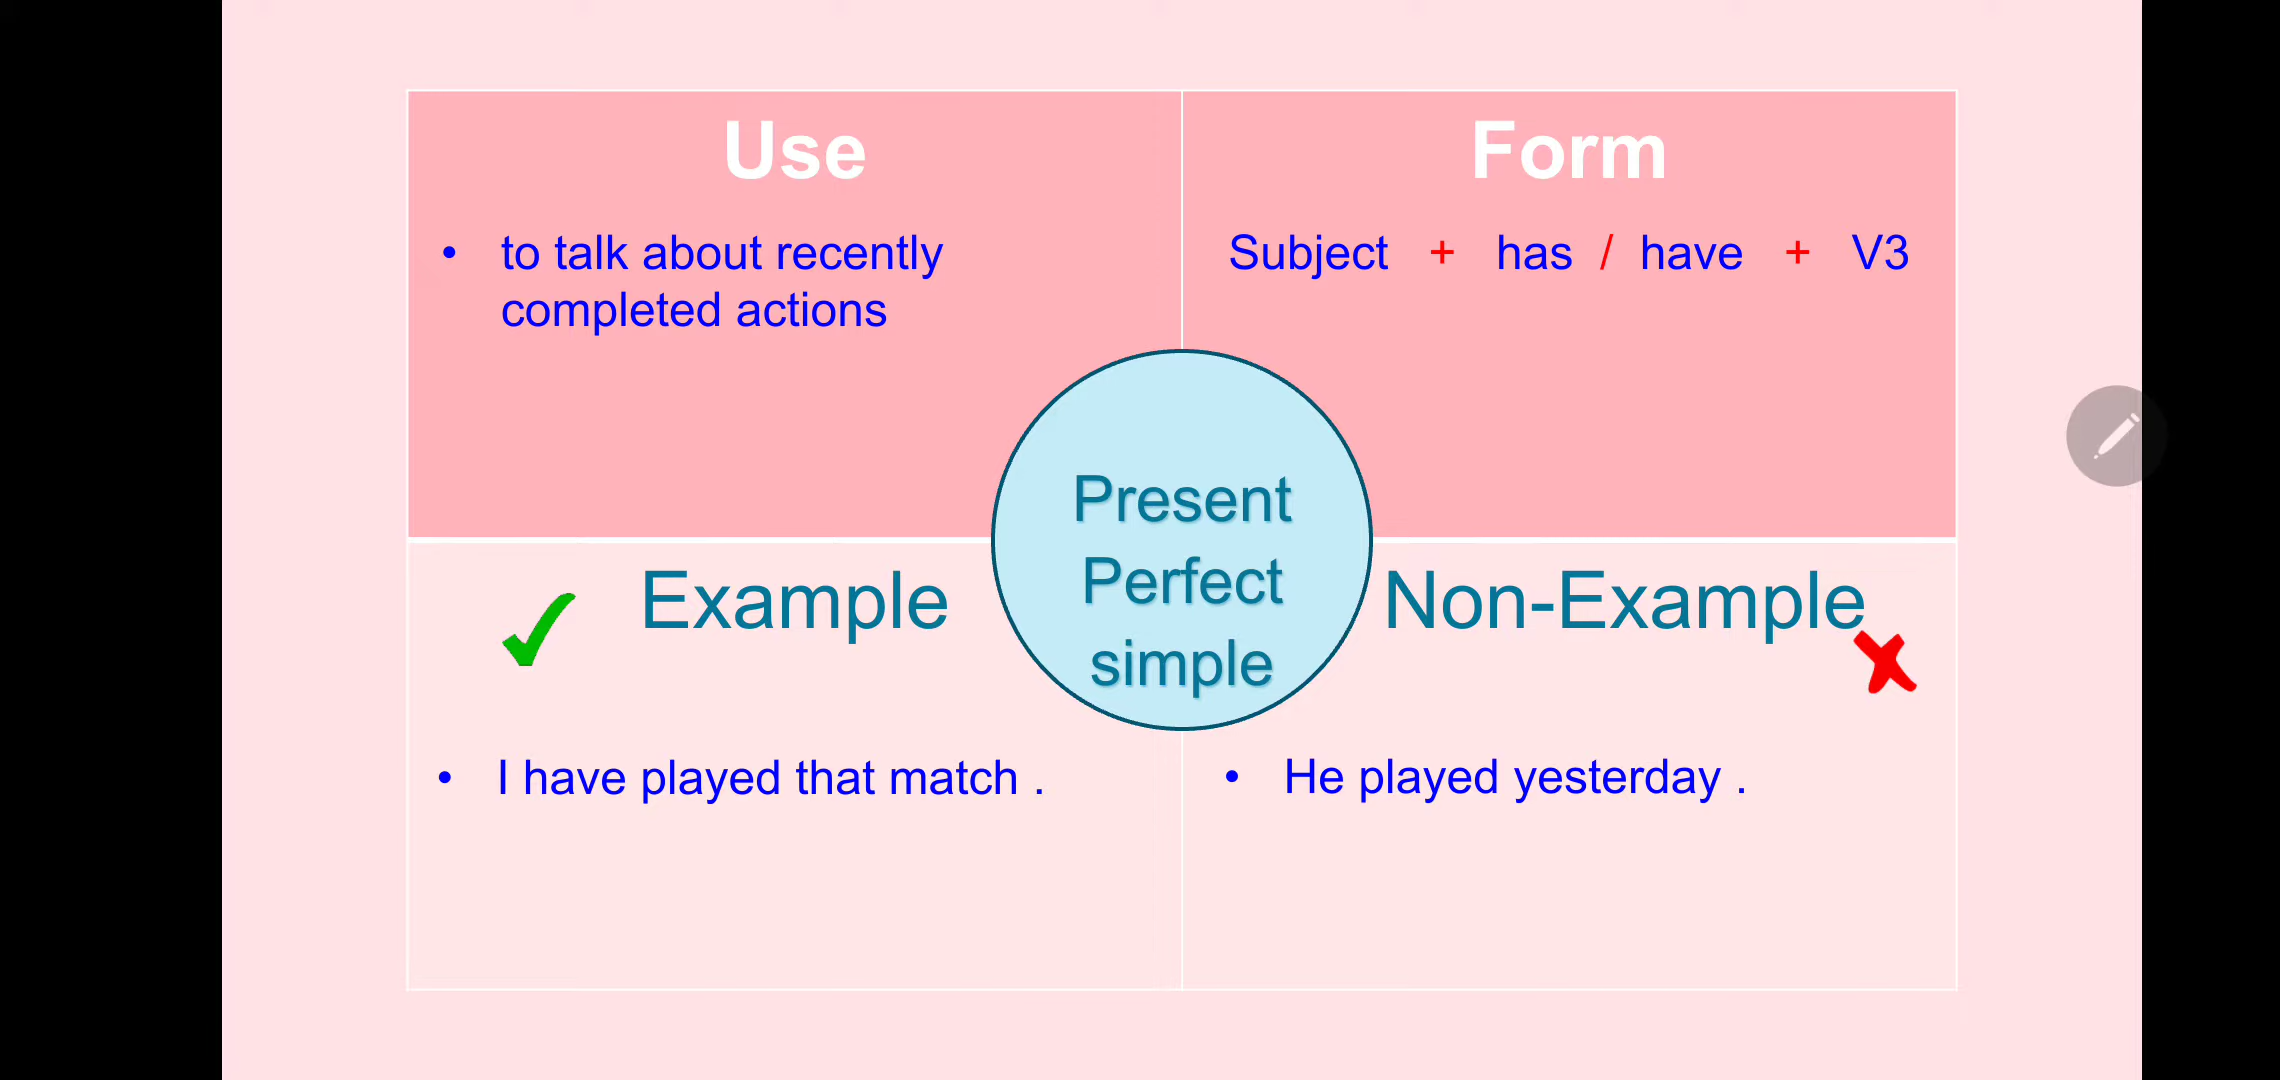 Use
• to talk about recently
completed actions
Form
Subject + has / have + V3
Present
Perfect
simple
Example
• I have played that match .
Non-Example
• He played yesterday .